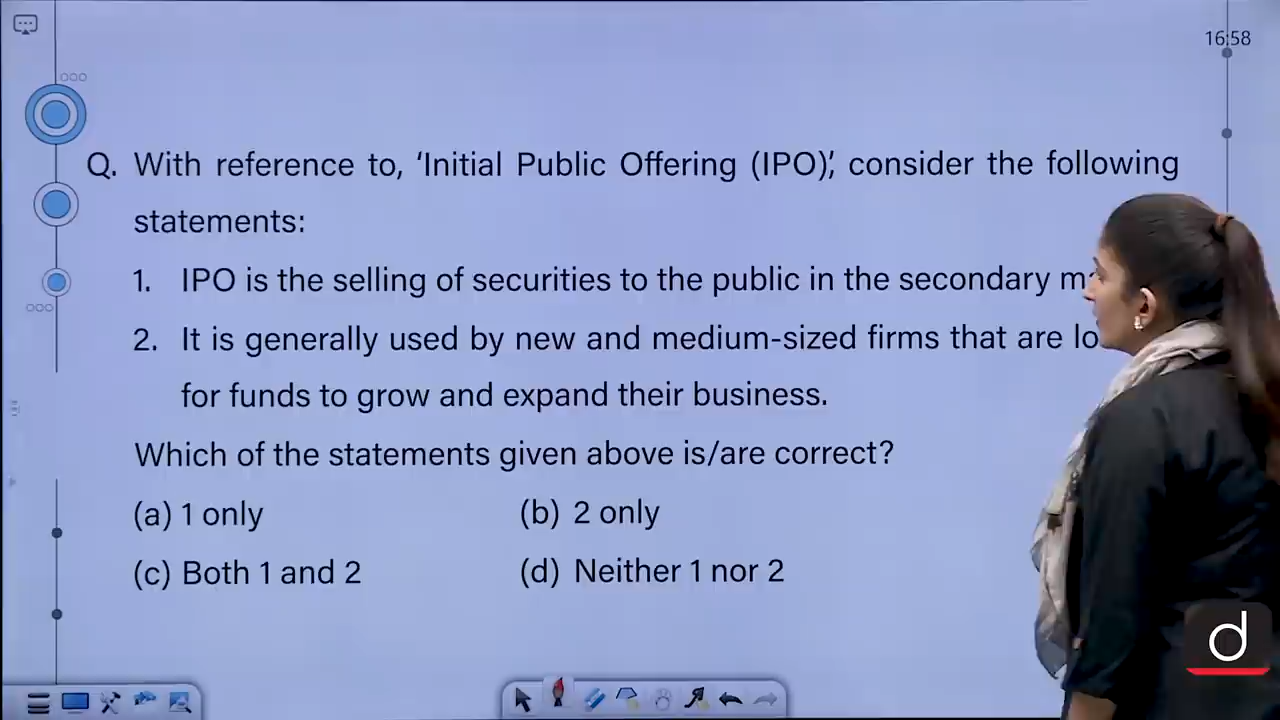 16:58
Q. With reference to, ‘Initial Public Offering (IPO)’, consider the following
statements:
1. IPO is the selling of securities to the public in the secondary
2. It is generally used by new and medium-sized firms that are
for funds to grow and expand their business.
Which of the statements given above is/are correct?
(a) 1 only (b) 2 only
(c) Both 1 and 2 (d) Neither 1 nor 2
d